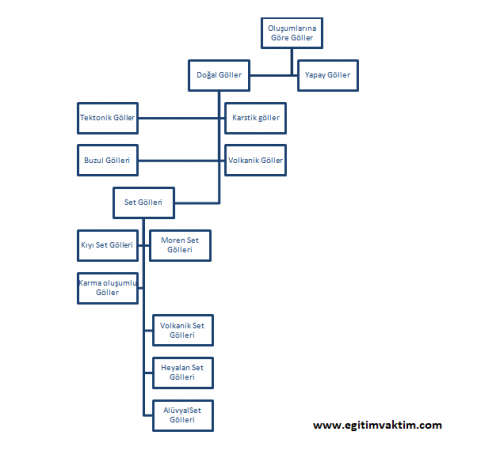 Oluşumlarına
Göre Göller
Doğal Göller
Yapay Göller
Tektonik Göller
Karstik göller
Buzul Gölleri
Volkanik Göller
Set Gölleri
Kıyı Set Gölleri
Moren Set
Gölleri
Karma oluşumlu
Göller
Volkanik Set
Gölleri
Heyalan Set
Gölleri
AlüvyalSet
Gölleri
www.egitimvaktim.com